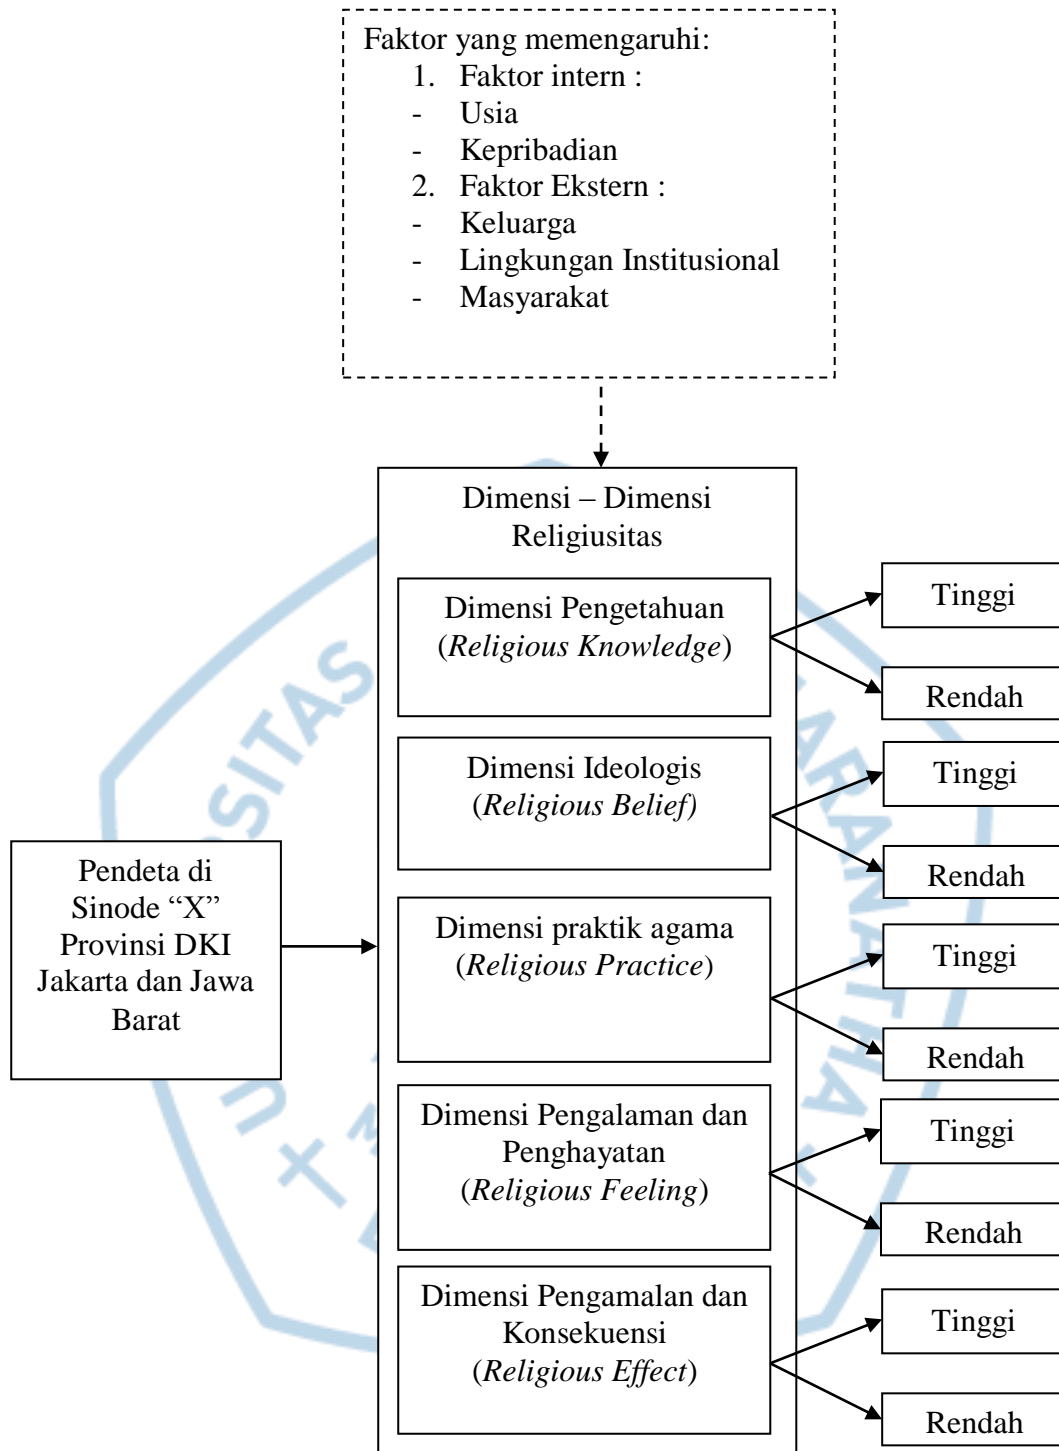 Faktor yang memengaruhi:
1. Faktor intern :
- Usia
- Kepribadian
2. Faktor Ekstern :
- Keluarga
- Lingkungan Institusional
- Masyarakat
Dimensi – Dimensi
Religiusitas
Dimensi Pengetahuan
(Religious Knowledge)
Tinggi
Rendah
Dimensi Ideologis
(Religious Belief)
Tinggi
Rendah
Pendeta di
Sinode “X”
Provinsi DKI
Jakarta dan Jawa
Barat
Dimensi praktik agama
(Religious Practice)
Tinggi
Rendah
Dimensi Pengalaman dan
Penghayatan
(Religious Feeling)
Tinggi
Rendah
Dimensi Pengamalan dan
Konsekuensi
(Religious Effect)
Tinggi
Rendah